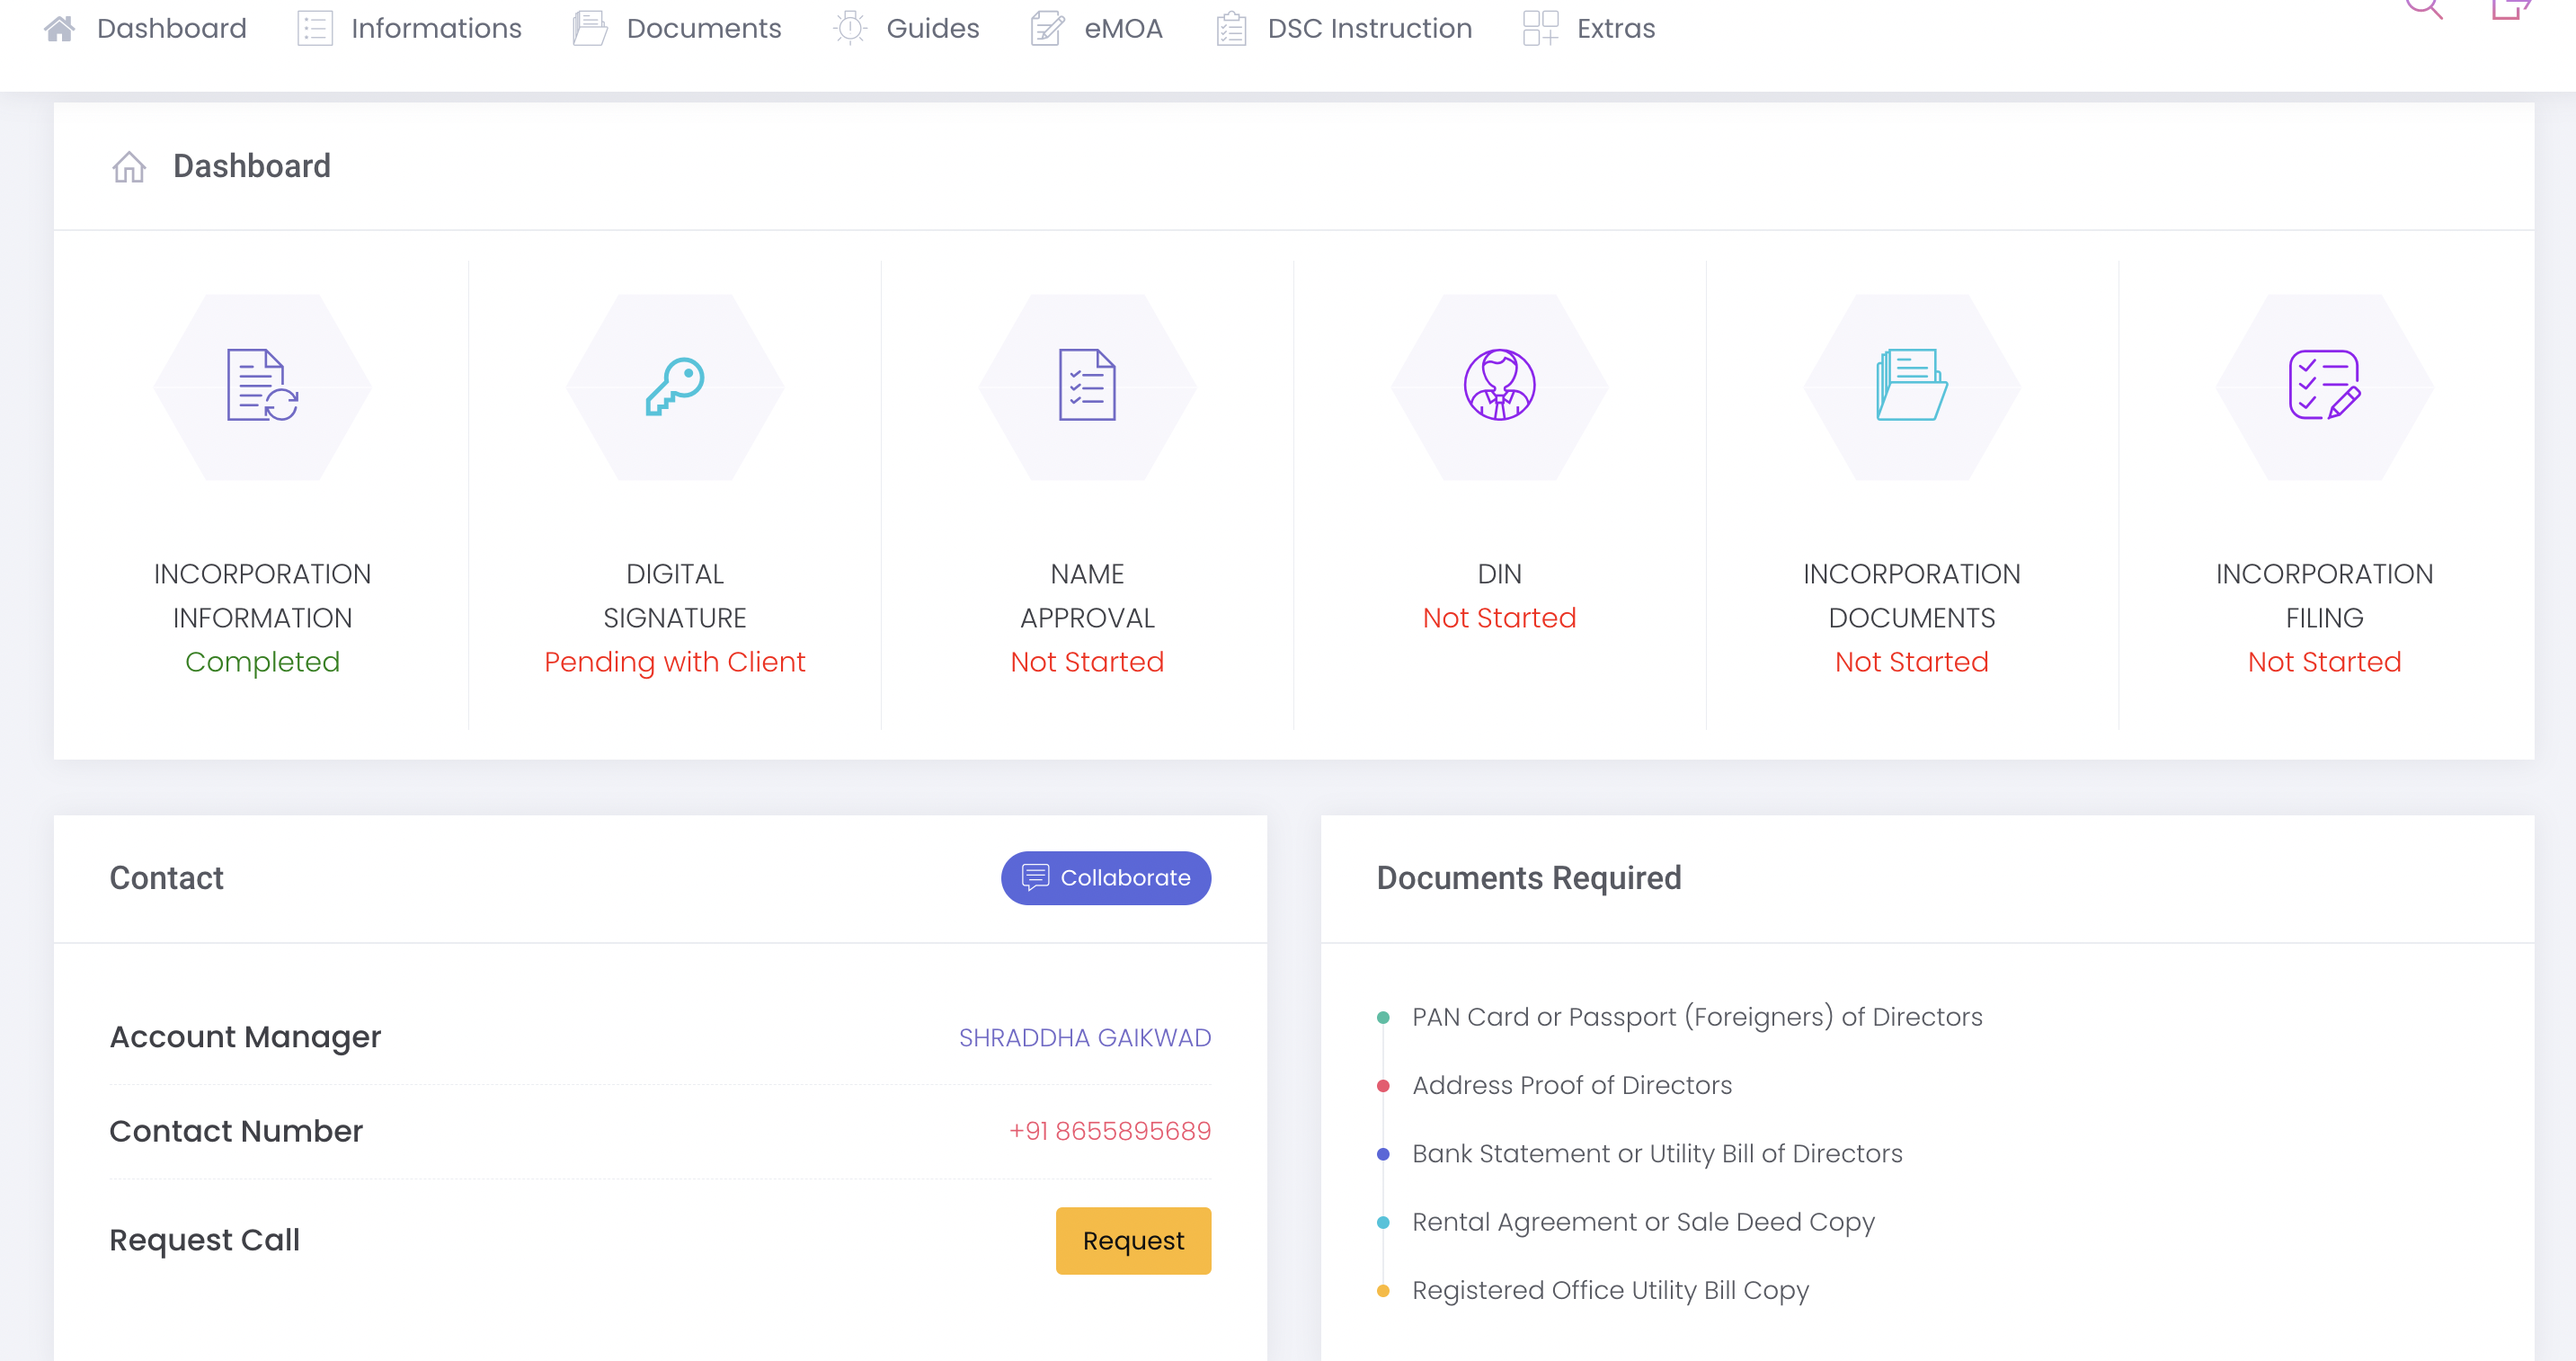 Dashboard
Informations
Documents
Guides
eMOA
DSC Instruction
Extras
Dashboard
INCORPORATION
INFORMATION
Completed
DIGITAL
SIGNATURE
Pending with Client
NAME
APPROVAL
Not Started
DIN
Not Started
INCORPORATION
DOCUMENTS
Not Started
INCORPORATION
FILING
Not Started
Contact
Collaborate
Account Manager
SHRADDHA GAIKWAD
Contact Number
+91 8655895689
Request Call
Request
Documents Required
PAN Card or Passport (Foreigners) of Directors
Address Proof of Directors
Bank Statement or Utility Bill of Directors
Rental Agreement or Sale Deed Copy
Registered Office Utility Bill Copy